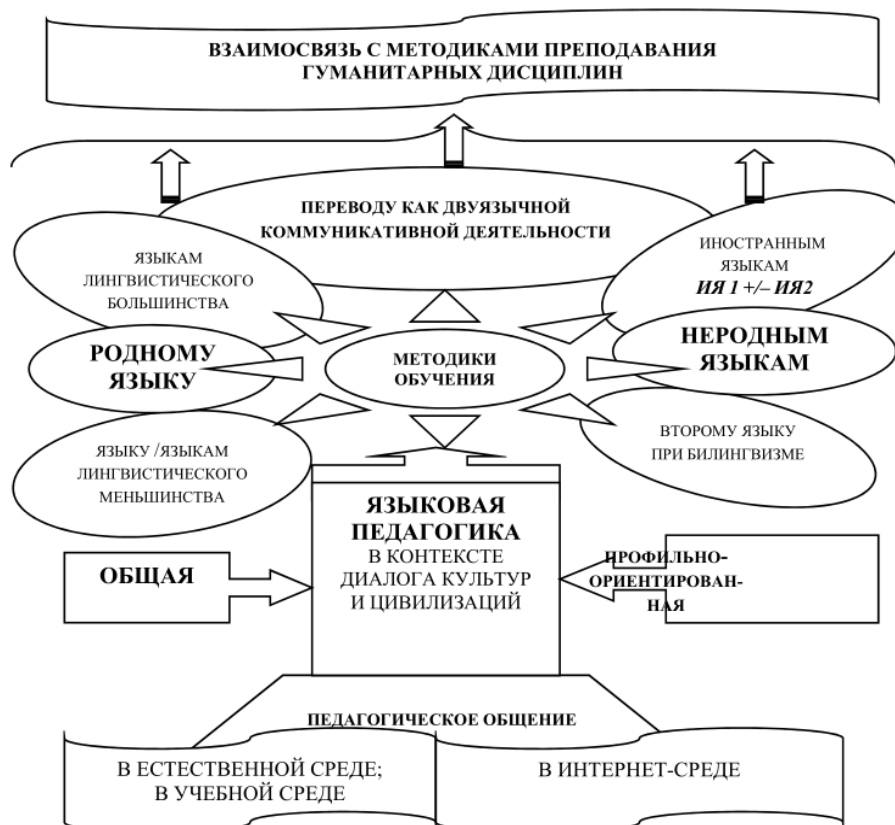 ВЗАИМОСВЯЗЬ С МЕТОДИКАМИ ПРЕПОДАВАНИЯ
ГУМАНИТАРНЫХ ДИСЦИПЛИН
ПЕРЕВОДУ КАК ДВУЯЗЫЧНОЙ
КОММУНИКАТИВНОЙ ДЕЯТЕЛЬНОСТИ
ЯЗЫКАМ
ЛИНГВИСТИЧЕСКОГО
БОЛЬШИНСТВА
ИНОСТРАННЫМ
ЯЗЫКАМ
ИЯ 1 +/– ИЯ2
РОДНОМУ
ЯЗЫКУ
МЕТОДИКИ
ОБУЧЕНИЯ
НЕРОДНЫМ
ЯЗЫКАМ
ЯЗЫКУ /ЯЗЫКАМ
ЛИНГВИСТИЧЕСКОГО
МЕНЬШИНСТВА
ВТОРОМУ ЯЗЫКУ
ПРИ БИЛИНГВИЗМЕ
ЯЗЫКОВАЯ
ПЕДАГОГИКА
В КОНТЕКСТЕ
ДИАЛОГА КУЛЬТУР
И ЦИВИЛИЗАЦИЙ
ОБЩАЯ
ПРОФИЛЬНО-
ОРИЕНТИРОВАН-
НАЯ
ПЕДАГОГИЧЕСКОЕ ОБЩЕНИЕ
В ЕСТЕСТВЕННОЙ СРЕДЕ;
В УЧЕБНОЙ СРЕДЕ
В ИНТЕРНЕТ-СРЕДЕ